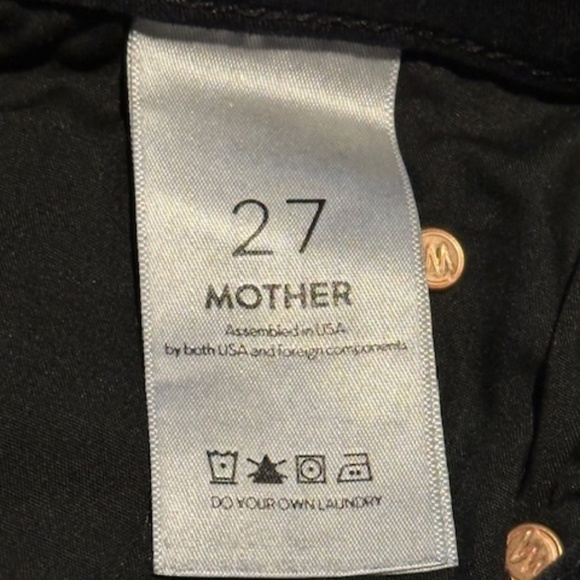 27
MOTHER
Assembled in USA
by both USA and foreign components
DO YOUR OWN LAUNDRY
M